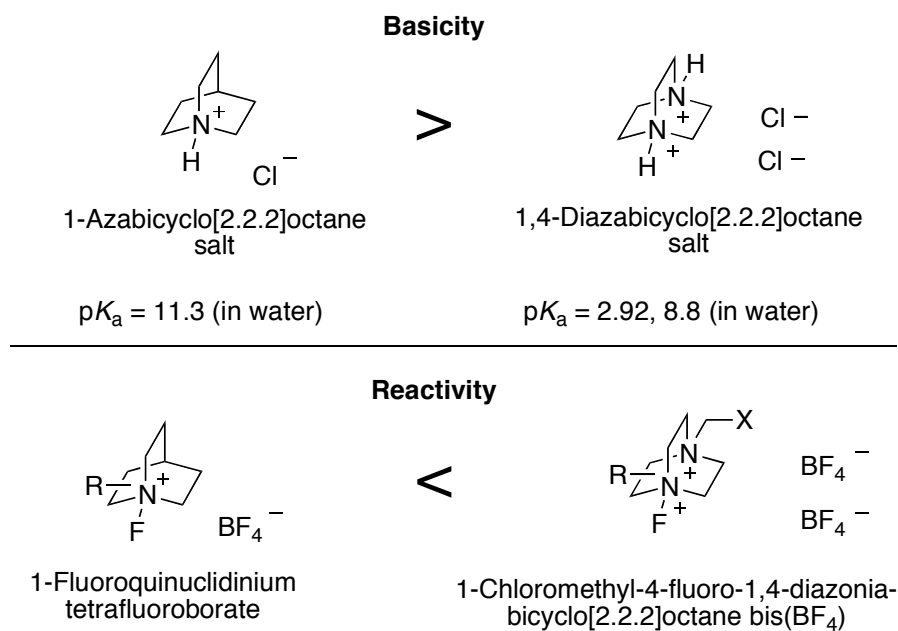 Basicity
N
+
H
Cl −
>
H
N
+
N
+
H
Cl −
Cl −
1-Azabicyclo[2.2.2]octane
salt
1,4-Diazabicyclo[2.2.2]octane
salt
pKa = 11.3 (in water)
pKa = 2.92, 8.8 (in water)
Reactivity
R
N
+
F
BF4 −
<
X
N
+
R
N
+
F
BF4 −
BF4 −
1-Fluoroquinuclidinium
tetrafluoroborate
1-Chloromethyl-4-fluoro-1,4-diazonia-
bicyclo[2.2.2]octane bis(BF4)